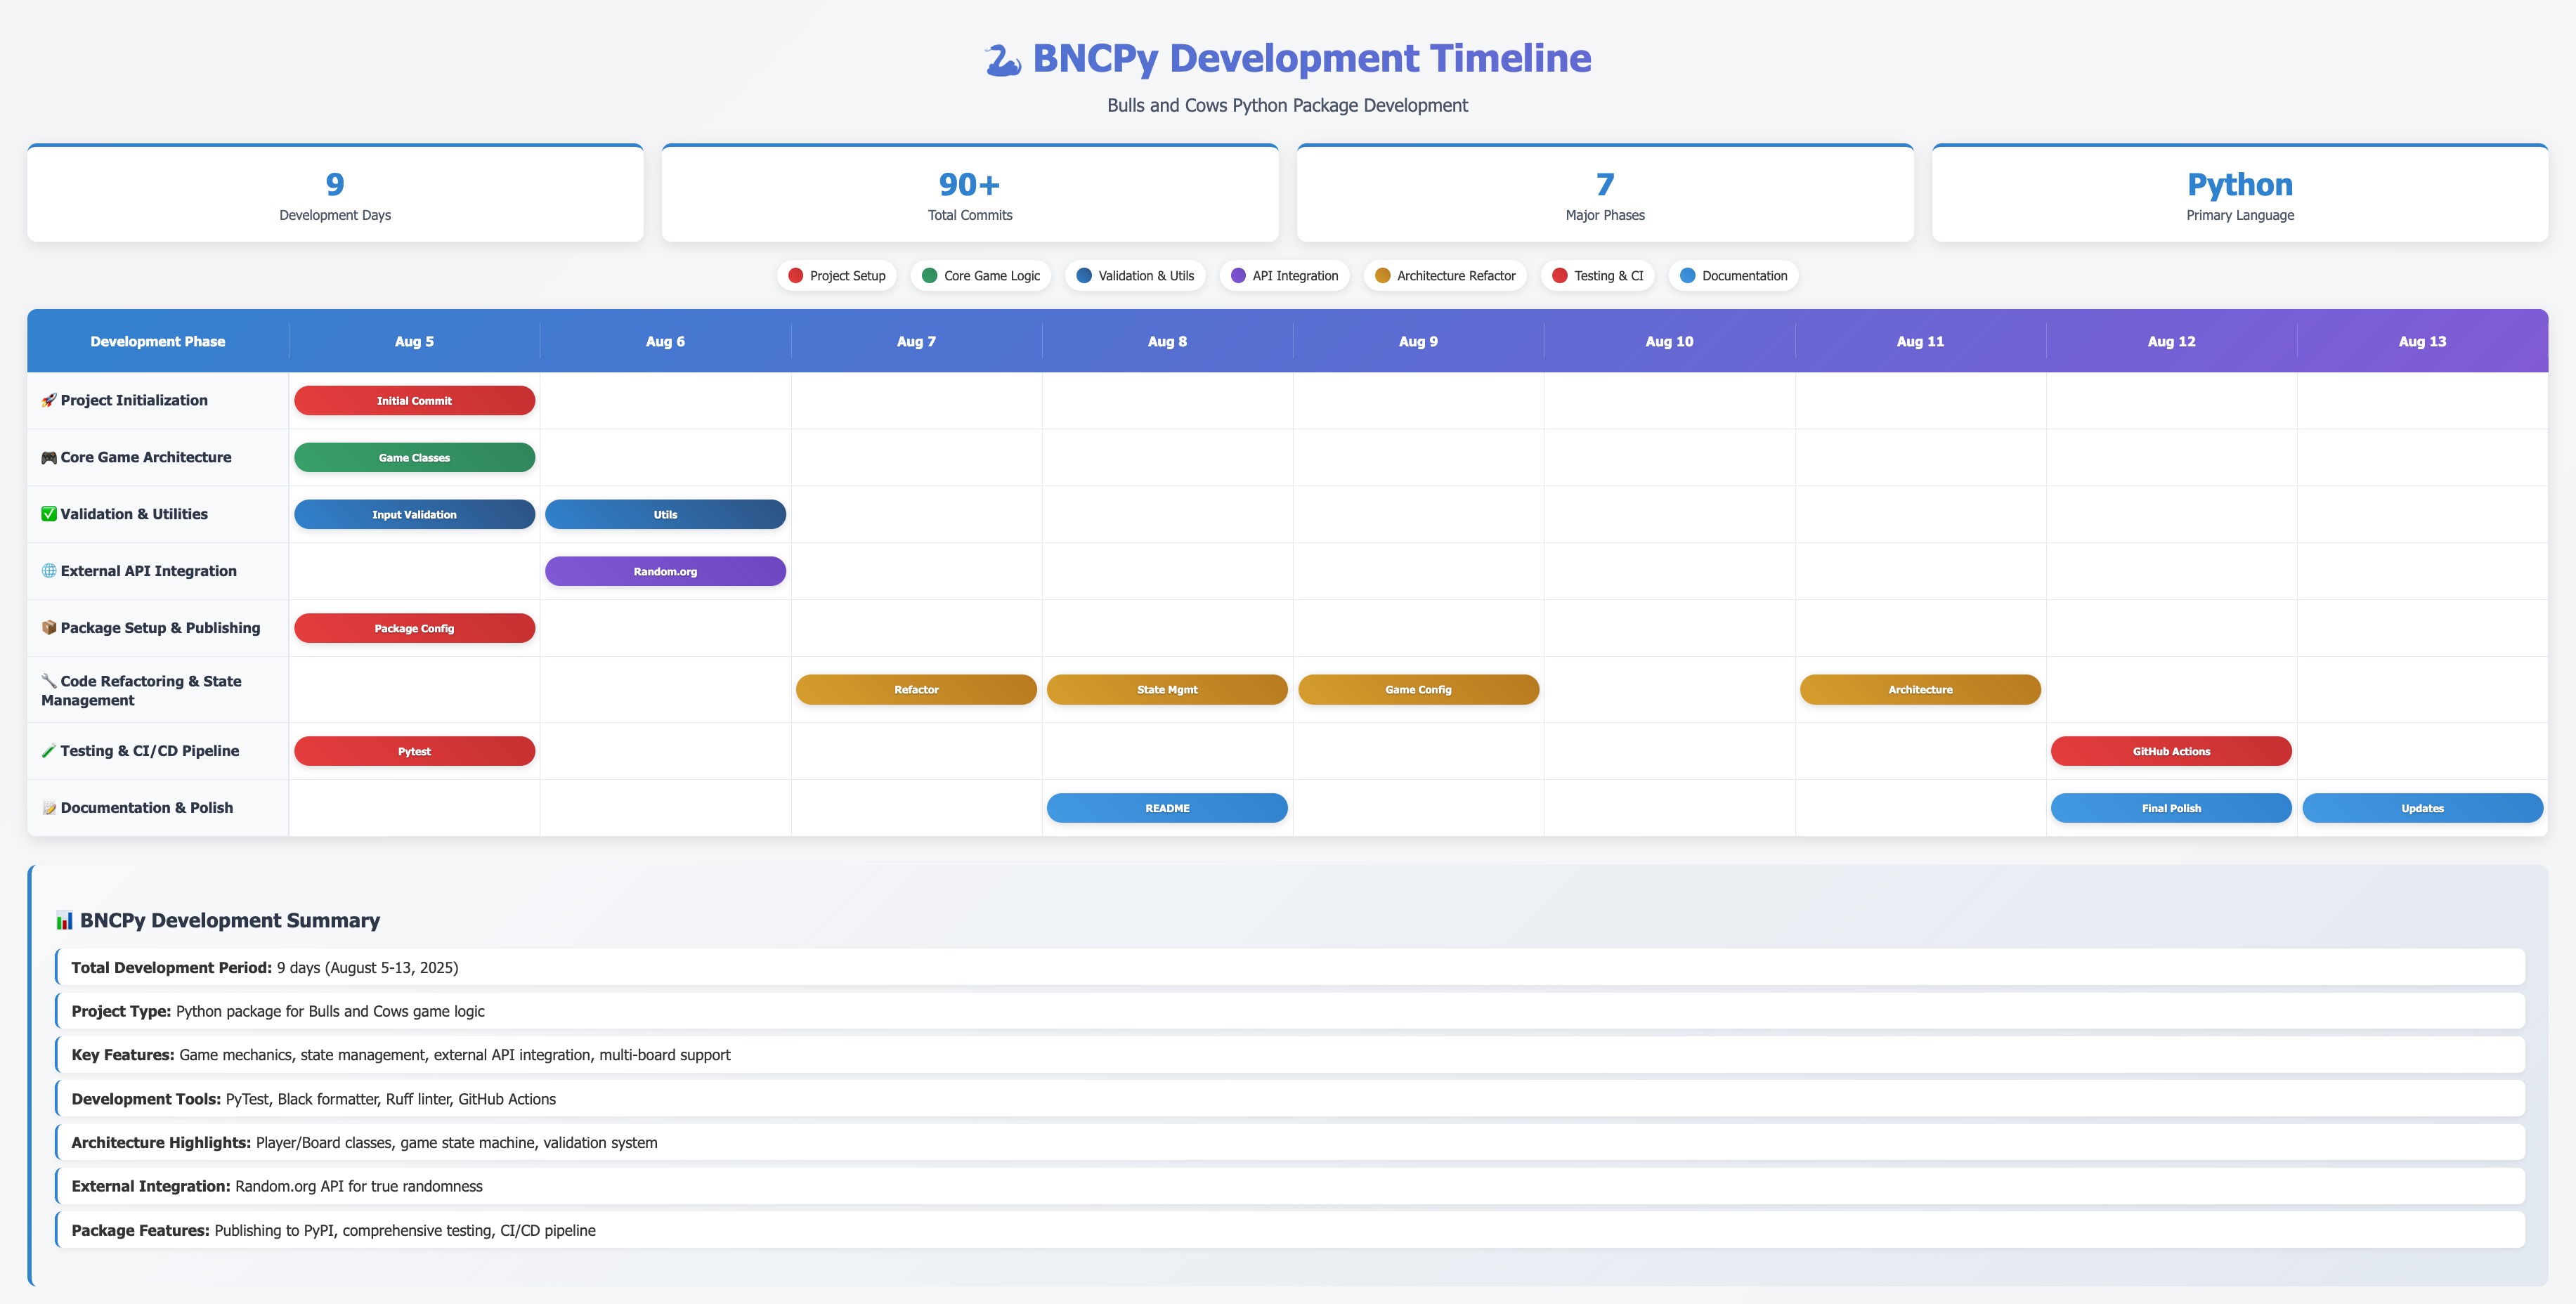 BNCPy Development Timeline
Bulls and Cows Python Package Development
9
Development Days
90+
Total Commits
7
Major Phases
Python
Primary Language
Project Setup
Core Game Logic
Validation & Utils
API Integration
Architecture Refactor
Testing & CI
Documentation
Development Phase Aug 5 Aug 6 Aug 7 Aug 8 Aug 9 Aug 10 Aug 11 Aug 12 Aug 13
Project Initialization Initial Commit
Core Game Architecture Game Classes
Validation & Utilities Input Validation Utils
External API Integration Random.org
Package Setup & Publishing Package Config
Code Refactoring & State
Management
Refactor State Mgmt Game Config Architecture
Testing & CI/CD Pipeline Pytest GitHub Actions
Documentation & Polish README Final Polish Updates
BNCPy Development Summary
Total Development Period: 9 days (August 5-13, 2025)
Project Type: Python package for Bulls and Cows game logic
Key Features: Game mechanics, state management, external API integration, multi-board support
Development Tools: PyTest, Black formatter, Ruff linter, GitHub Actions
Architecture Highlights: Player/Board classes, game state machine, validation system
External Integration: Random.org API for true randomness
Package Features: Publishing to PyPI, comprehensive testing, CI/CD pipeline